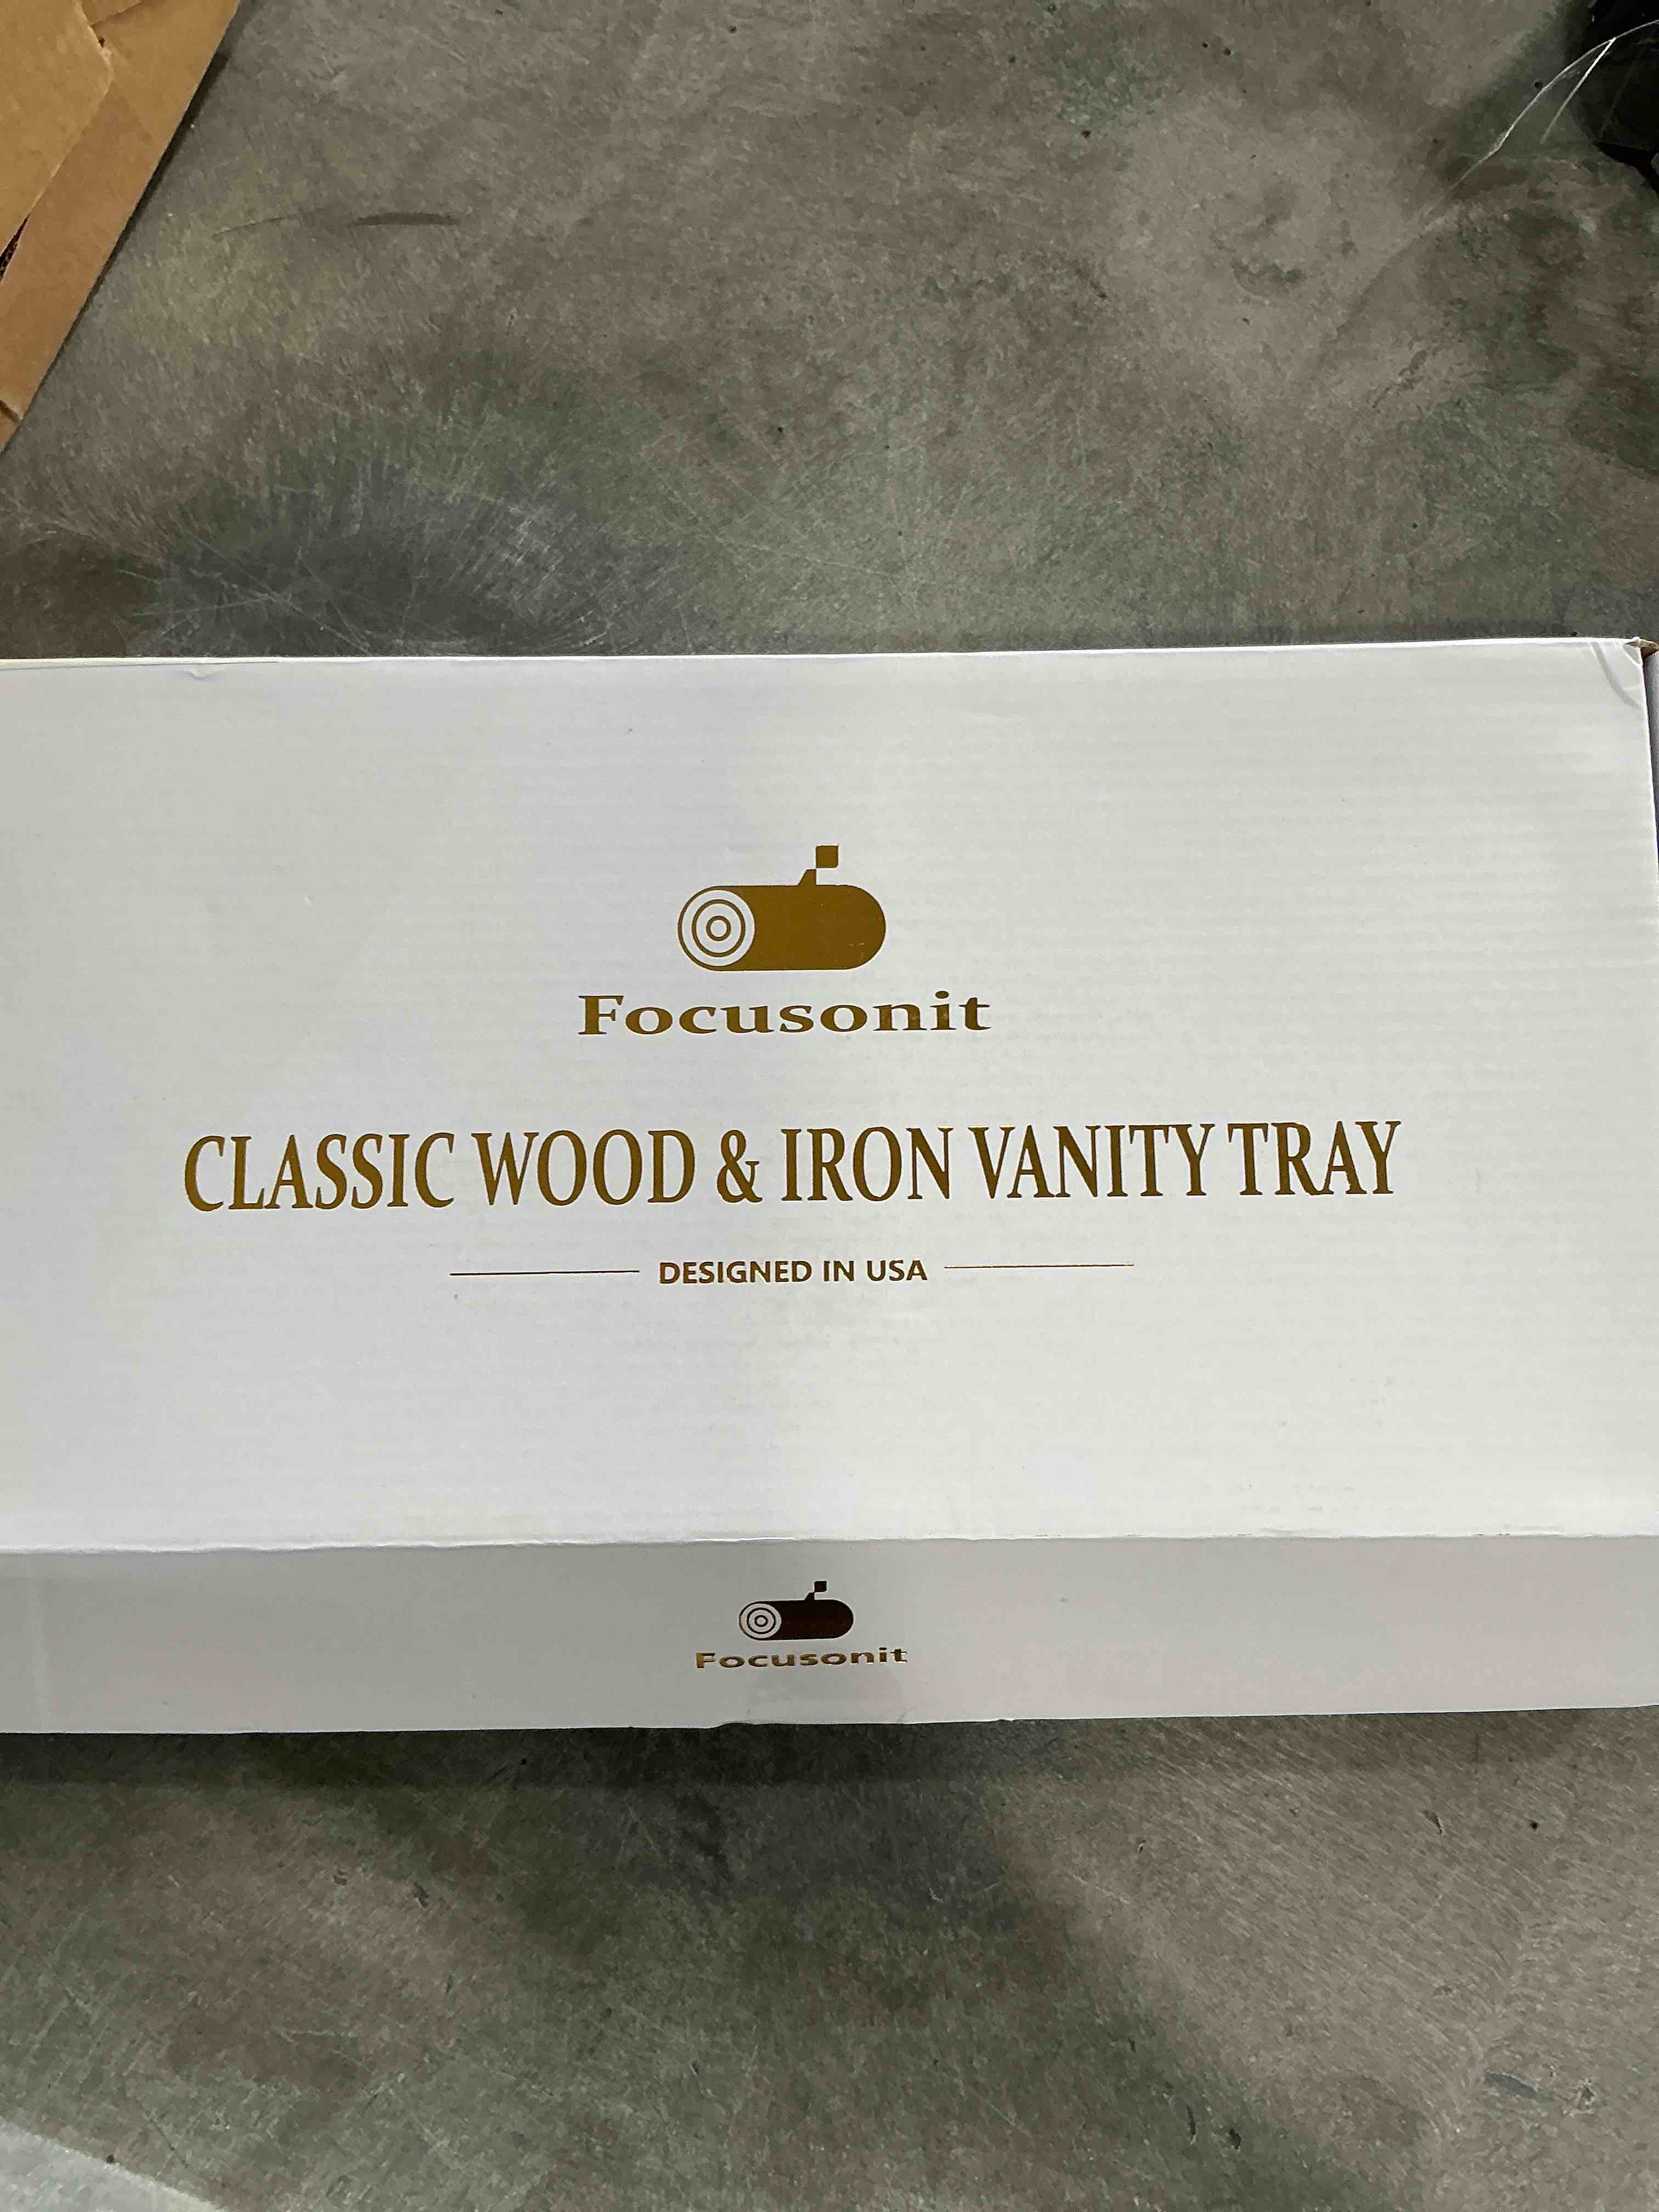 Focusonit
CLASSIC WOOD & IRON VANITY TRAY
DESIGNED IN USA
Focusonit